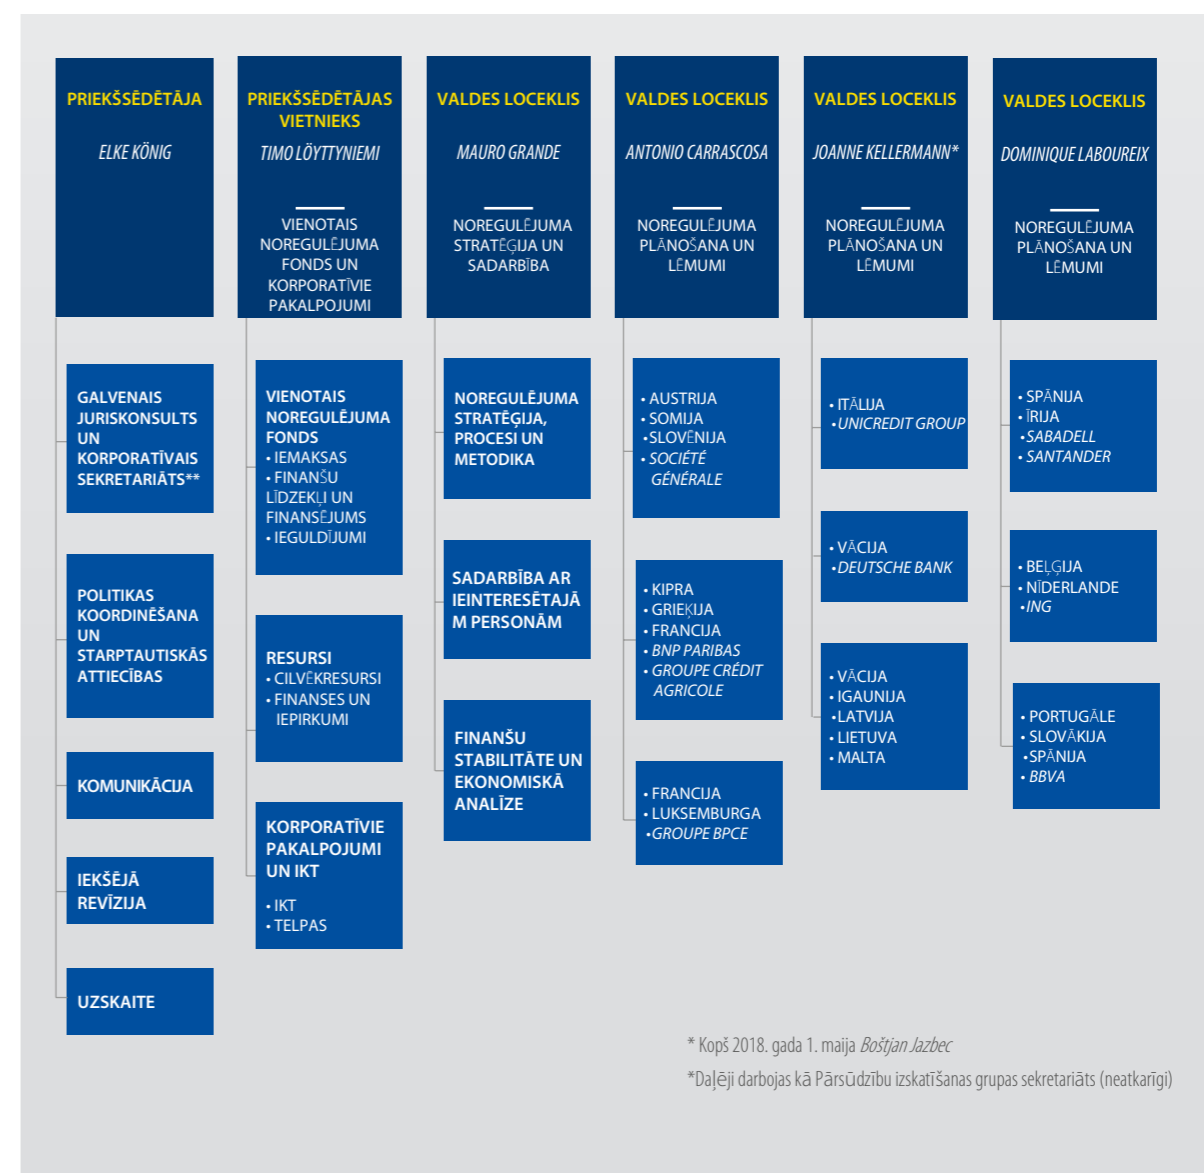 PRIEKŠSĒDĒTĀJA
ELKE KÖNIG
GALVENAIS
JURISKONSULTS
UN
KORPORATĪVAIS
SEKRETARIĀTS**
POLITIKAS
KOORDINĒŠANA
UN
STARPTAUTISKĀS
ATTIECĪBAS
KOMUNIKĀCIJA
IEKŠĒJĀ
REVĪZIJA
UZSKAITE
PRIEKŠSĒDĒTĀJAS
VIETNIEKS
TIMO LÖYTTYNIEMI
VIENOTAIS
NOREGULĒJUMA
FONDS UN
KORPORATĪVIE
PAKALPOJUMI
VIENOTAIS
NOREGULĒJUMA
FONDS
• IEMAKSAS
• FINANŠU
LĪDZEKĻI UN
FINANSĒJUMS
• IEGULDĪJUMI
RESURSI
• CILVĒKRESURSI
• FINANSES UN
IEPIRKUMI
KORPORATĪVIE
PAKALPOJUMI
UN IKT
• IKT
• TELPAS
VALDES LOCEKLIS
MAURO GRANDE
NOREGULĒJUMA
STRATĒĢIJA UN
SADARBĪBA
NOREGULĒJUMA
STRATĒĢIJA,
PROCESI UN
METODIKA
SADARBĪBA AR
IEINTERESĒTAJĀ
M PERSONĀM
FINANŠU
STABILITĀTE UN
EKONOMISKĀ
ANALĪZE
VALDES LOCEKLIS
ANTONIO CARRASCOSA
NOREGULĒJUMA
PLĀNOŠANA UN
LĒMUMI
• AUSTRIJA
• SOMIJA
•SLOVĒNIJA
• SOCIÉTÉ
GÉNÉRALE
• KIPRA
• GRIEĶIJA
• FRANCIJA
• BNP PARIBAS
• GROUPE CRÉDIT
AGRICOLE
• FRANCIJA
• LUKSEMBURGA
•GROUPE BPCE
VALDES LOCEKLIS
JOANNE KELLERMANN*
NOREGULĒJUMA
PLĀNOŠANA UN
LĒMUMI
• ITĀLIJA
•UNICREDIT GROUP
• VĀCIJA
•DEUTSCHE BANK
• VĀCIJA
• IGAUNIJA
•LATVIJA
• LIETUVA
• MALTA
VALDES LOCEKLIS
DOMINIQUE LABOUREIX
NOREGULĒJUMA
PLĀNOŠANA UN
LĒMUMI
• SPĀNIJA
• ĪRIJA
•SABADELL
• SANTANDER
• BEĻĢIJA
• NĪDERLANDE
•ING
• PORTUGĀLE
• SLOVĀKIJA
•SPĀNIJA
• BBVA
* Kopš 2018. gada 1. maija Boštjan Jazbec
*Daļēji darbojas kā Pārsūdzību izskatīšanas grupas sekretariāts (neatkarīgi)